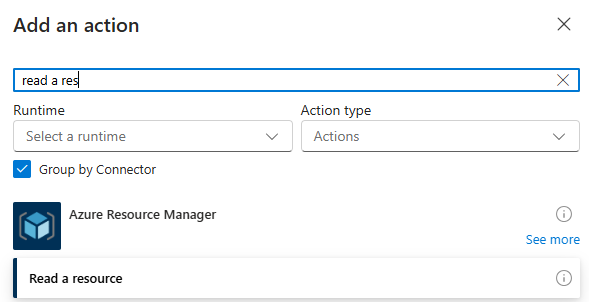 Add an action
read a res
Runtime
Action type
Select a runtime
Actions
Group by Connector
Azure Resource Manager
See more
Read a resource